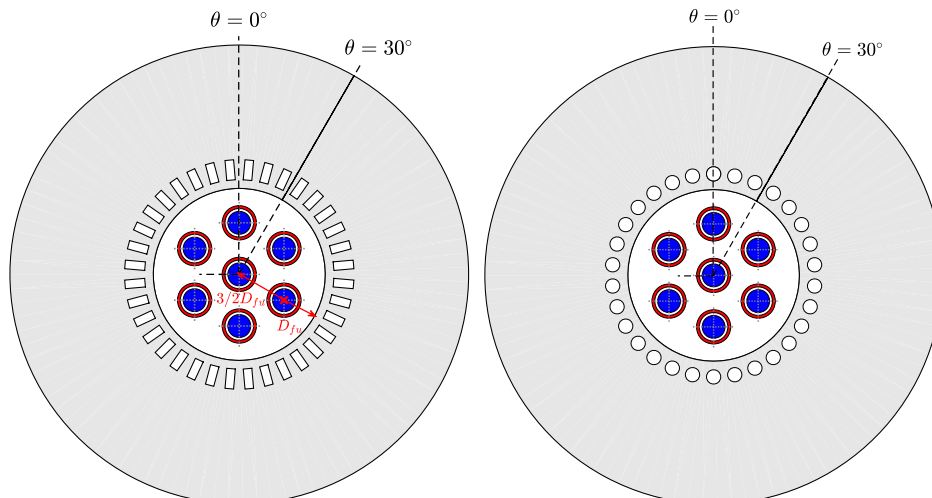 θ = 0°
θ = 30°
3/2D_{fu}
D_{fu}
θ = 0°
θ = 30°